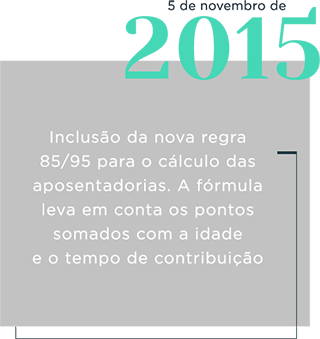 5 de novembro de
2015
Inclusão da nova regra
85/95 para o cálculo das
aposentadorias. A fórmula
leva em conta os pontos
somados com a idade
e o tempo de contribuição